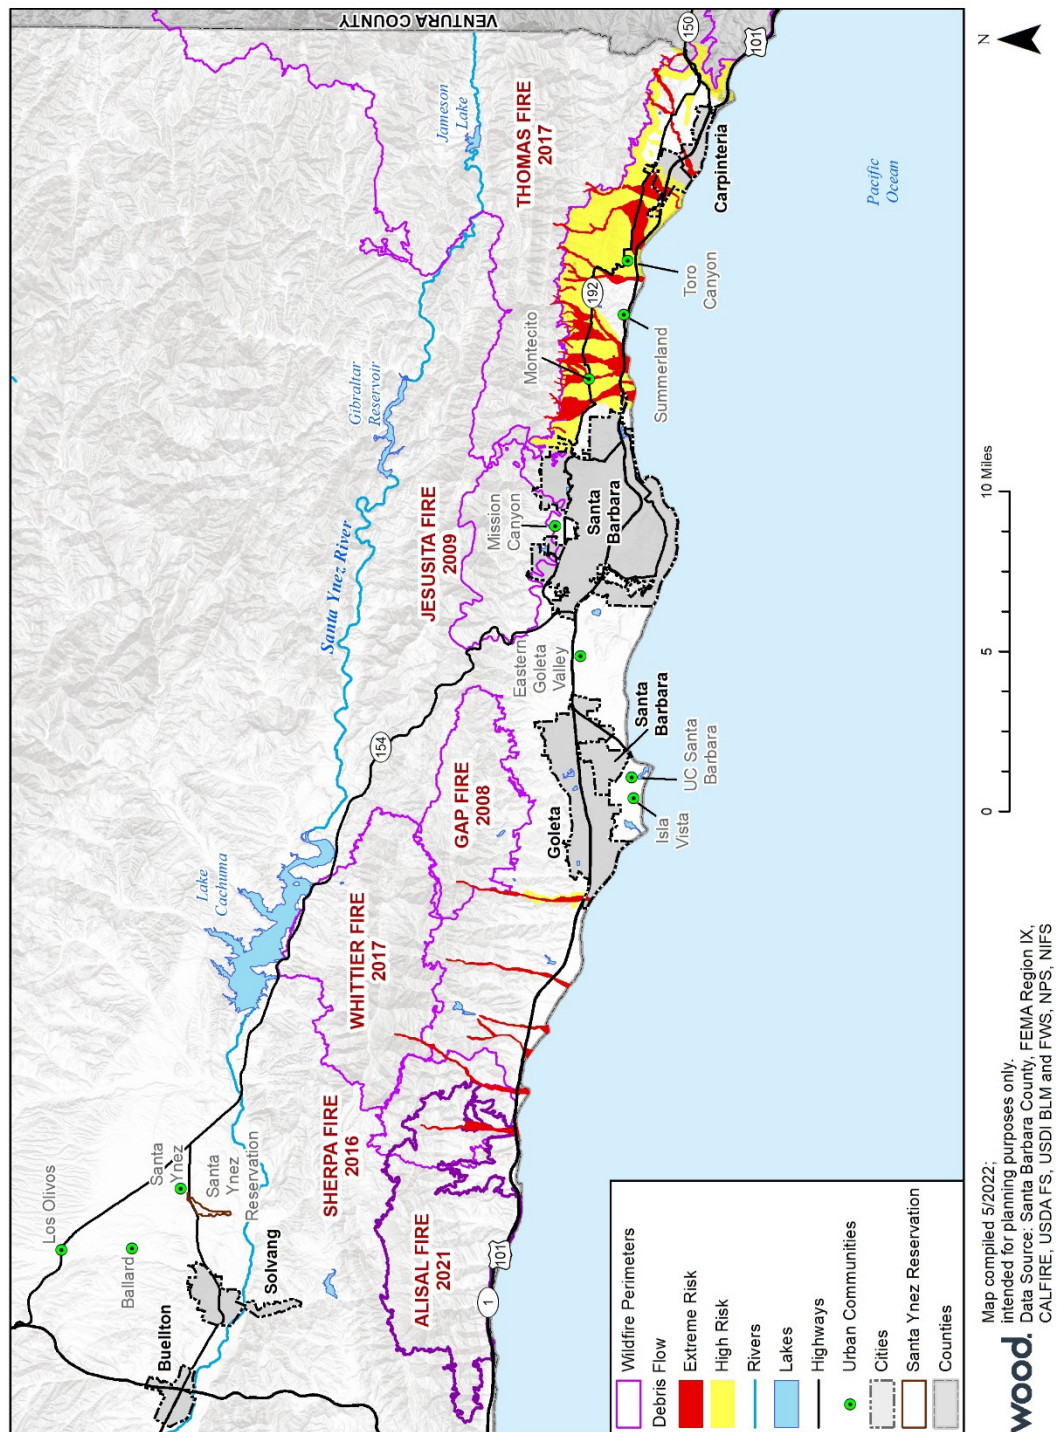 Los Olivos
Ballard
Santa
Ynez
Santa
Ynez
Reservation
Buellton
Solvang
Lake
Cachuma
Santa Ynez River
Gibraltar
Reservoir
Jameson
Lake
VENTURA COUNTY
154
SHERPA FIRE
2016
WHITTIER FIRE
2017
ALISAL FIRE
2021
GAP FIRE
2008
JESUSITA FIRE
2009
THOMAS FIRE
2017
Eastern
Goleta
Valley
Mission
Canyon
Montecito
192
150
101
Goleta
Santa
Barbara
Santa
Barbara
UC Santa
Barbara
Isla
Vista
Summerland
Toro
Canyon
Carpinteria
1
101
Pacific
Ocean
Wildfire Perimeters
Debris Flow
Extreme Risk
High Risk
Rivers
Lakes
Highways
Urban Communities
Cities
Santa Ynez Reservation
Counties
0
5
10 Miles
N
wood.
Map compiled 5/2022;
intended for planning purposes only.
Data Source: Santa Barbara County, FEMA Region IX,
CALFIRE, USDA FS, USDI BLM and FWS, NPS, NIFS